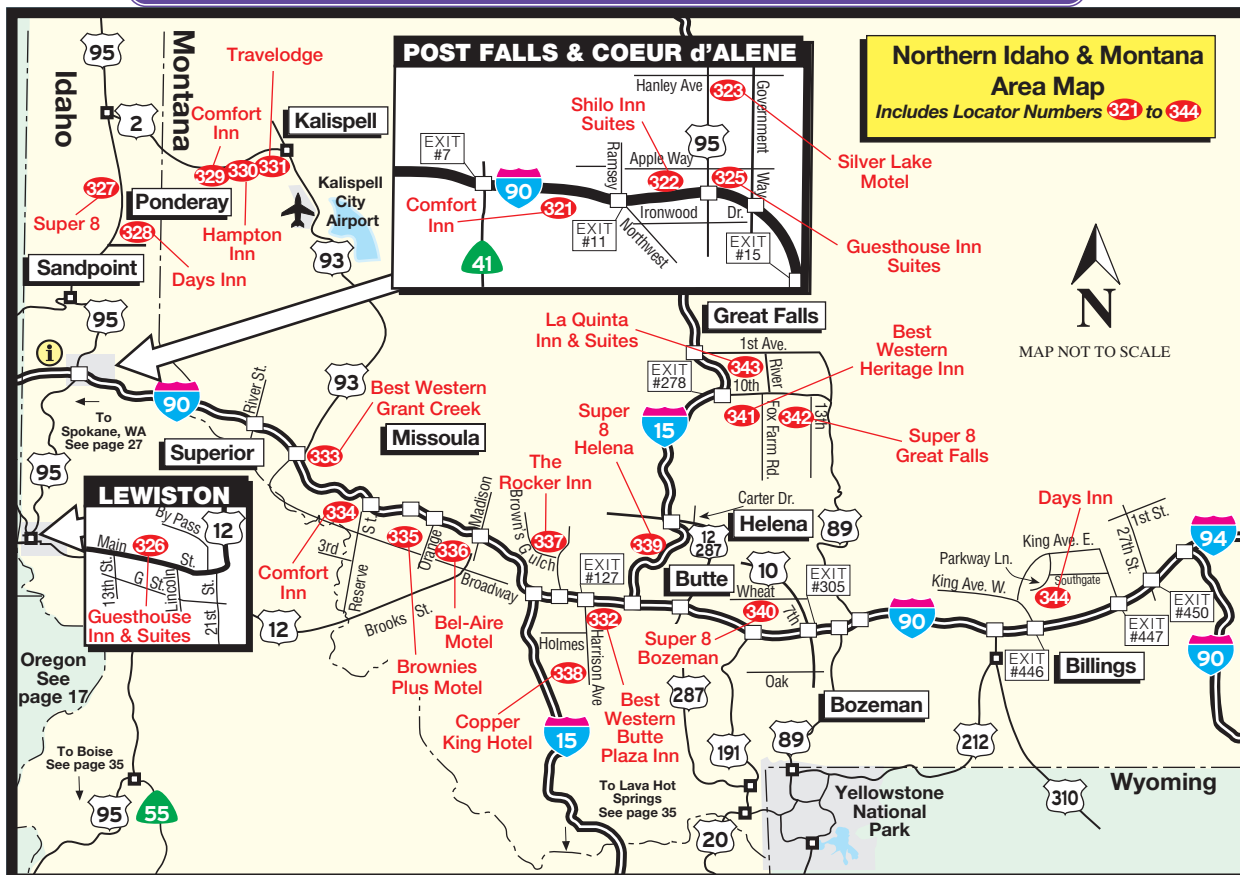 Northern Idaho & Montana
Area Map
Includes Locator Numbers 321 to 344
POST FALLS & COEUR d'ALENE
Hanley Ave
323
Government
Way
Shilo Inn
Suites
95
Silver Lake
Motel
EXIT
#7
Ramsey
Apple Way
322
325
90
Comfort
Inn
321
Ironwood
Dr.
EXIT
#11
Northwest
EXIT
#15
Guesthouse Inn
Suites
41
95
Idaho
Montana
2
Travelodge
Comfort
Inn
Kalispell
329
330
331
327
Super 8
Ponderay
328
Hampton
Inn
Days Inn
Kalispell
City
Airport
93
Sandpoint
95
i
N
MAP NOT TO SCALE
La Quinta
Inn & Suites
Great Falls
1st Ave.
343
River
10th
EXIT
#278
Best
Western
Heritage Inn
341
Fox Farm Rd.
342
13th
Super 8
Great Falls
15
Super
8
Helena
To
Spokane, WA
See page 27
90
River St.
93
Best Western
Grant Creek
333
Missoula
Superior
95
LEWISTON
By Pass
12
Main
326
St.
G St.
13th St.
Lincoln
21st
St.
Guesthouse
Inn & Suites
12
334
Comfort
Inn
3rd
Reserve
St.
335
Orange
336
Madison
Broadway
Brooks St.
Bel-Aire
Motel
Brownies
Plus Motel
The
Rocker Inn
Brown's Gulch
337
EXIT
#127
339
Carter Dr.
12
287
Helena
Butte
10
89
EXIT
#305
Wheat
340
7th
Super 8
Bozeman
332
Holmes
Harrison Ave
338
Copper
King Hotel
15
Best
Western
Butte
Plaza Inn
287
Oak
Bozeman
90
Days Inn
1st St.
27th St.
94
King Ave. E.
Parkway Ln.
King Ave. W.
Southgate
344
EXIT
#450
EXIT
#447
EXIT
#446
Billings
90
Oregon
See
page 17
To Boise
See page 35
95
55
To Lava Hot
Springs
See page 35
191
89
20
Yellowstone
National
Park
212
310
Wyoming